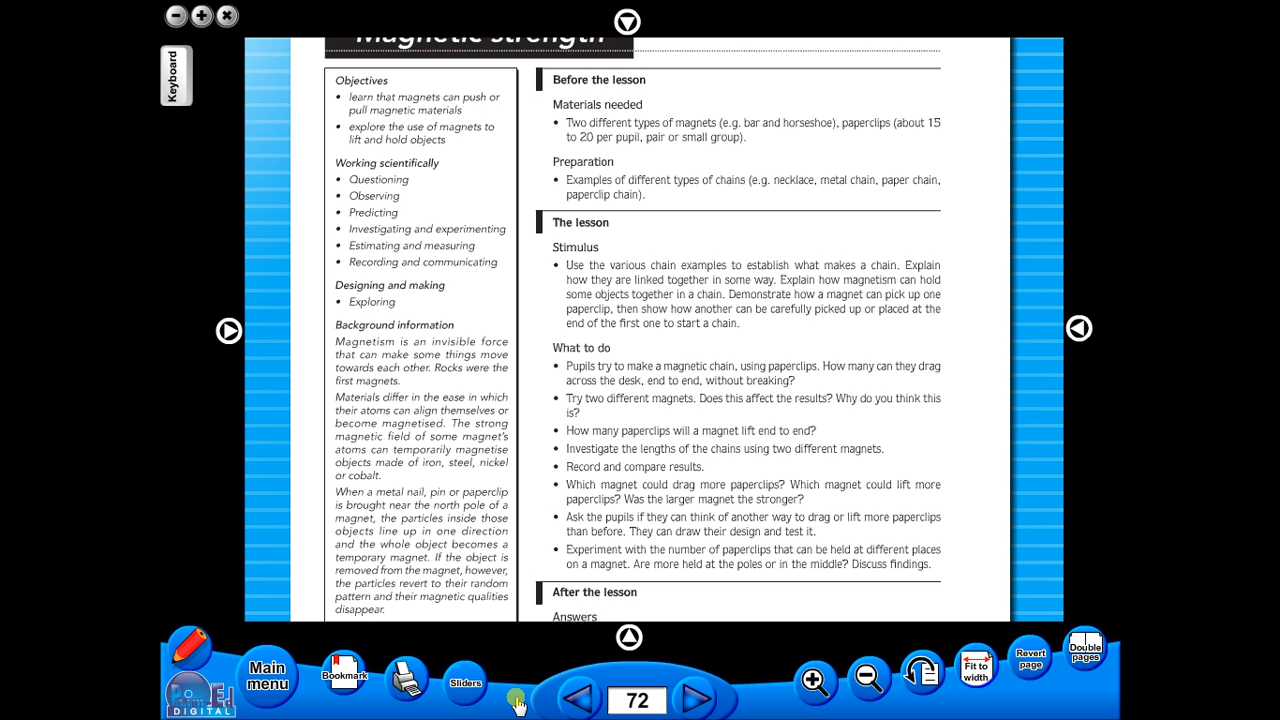 Keyboard
Magnetic strength
Objectives
• learn that magnets can push or
pull magnetic materials
• explore the use of magnets to
lift and hold objects
Working scientifically
• Questioning
• Observing
• Predicting
• Investigating and experimenting
• Estimating and measuring
• Recording and communicating
Designing and making
• Exploring
Background information
Magnetism is an invisible force
that can make some things move
towards each other. Rocks were the
first magnets.
Materials differ in the ease in which
their atoms can align themselves or
become magnetised. The strong
magnetic field of some magnet's
atoms can temporarily magnetise
objects made of iron, steel, nickel
or cobalt.
When a metal nail, pin or paperclip
is brought near the north pole of a
magnet, the particles inside those
objects line up in one direction
and the whole object becomes a
temporary magnet. If the object is
removed from the magnet, however,
the particles revert to their random
pattern and their magnetic qualities
disappear.
Before the lesson
Materials needed
• Two different types of magnets (e.g. bar and horseshoe), paperclips (about 15
to 20 per pupil, pair or small group).
Preparation
• Examples of different types of chains (e.g. necklace, metal chain, paper chain,
paperclip chain).
The lesson
Stimulus
• Use the various chain examples to establish what makes a chain. Explain
how they are linked together in some way. Explain how magnetism can hold
some objects together in a chain. Demonstrate how a magnet can pick up one
paperclip, then show how another can be carefully picked up or placed at the
end of the first one to start a chain.
What to do
• Pupils try to make a magnetic chain, using paperclips. How many can they drag
across the desk, end to end, without breaking?
• Try two different magnets. Does this affect the results? Why do you think this
is?
• How many paperclips will a magnet lift end to end?
• Investigate the lengths of the chains using two different magnets.
• Record and compare results.
• Which magnet could drag more paperclips? Which magnet could lift more
paperclips? Was the larger magnet the stronger?
• Ask the pupils if they can think of another way to drag or lift more paperclips
than before. They can draw their design and test it.
• Experiment with the number of paperclips that can be held at different places
on a magnet. Are more held at the poles or in the middle? Discuss findings.
After the lesson
Answers
Main
menu
Bookmark
Sliders
72
Fit to
width
Revert
page
Double
pages
DIGITAL